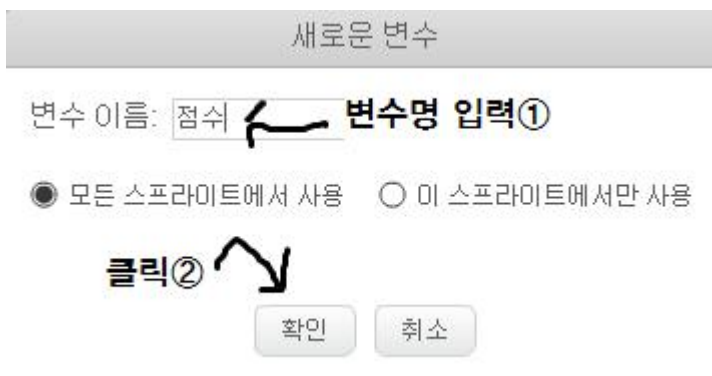 새로운 변수
변수 이름: 점수 변수명 입력①
모든 스프라이트에서 사용 이 스프라이트에서만 사용
클릭②
확인 취소